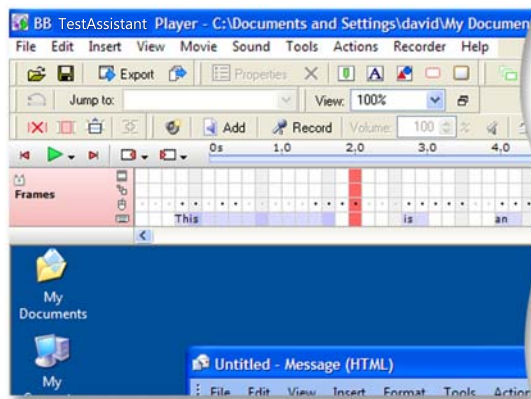 BB TestAssistant Player - C:\Documents and Settings\david\My Documen
File Edit Insert View Movie Sound Tools Actions Recorder Help
Export Properties A
Jump to: View: 100%
Add Record Volume: 100
0s 1,0 2,0 3,0 4,0
Frames
This is an
My
Documents
Untitled - Message (HTML)
My
File Edit View Insert Format Tools Action